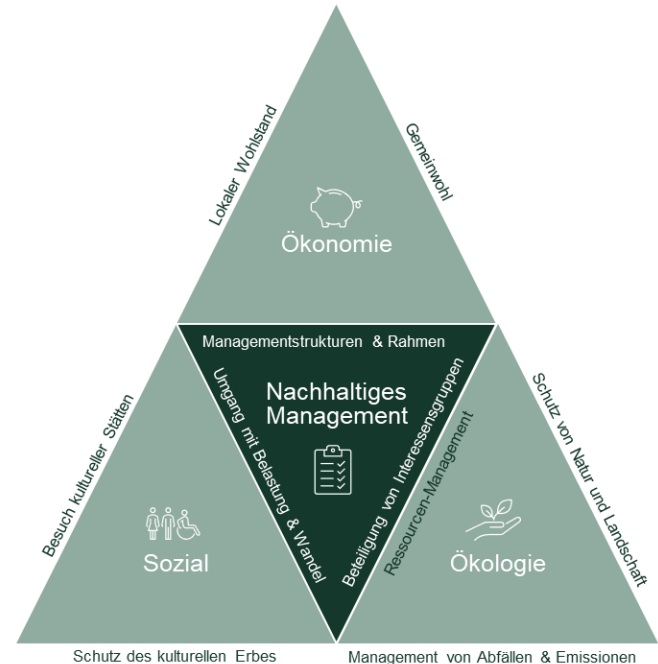 Lokaler Wohlstand
Gemeinwohl
Ökonomie
Managementstrukturen & Rahmen
Nachhaltiges
Management
Umgang mit Belastung & Wandel
Beteiligung von Interessensgruppen
Ressourcen-Management
Besuch kultureller Stätten
Schutz von Natur und Landschaft
Sozial
Ökologie
Schutz des kulturellen Erbes
Management von Abfällen & Emissionen